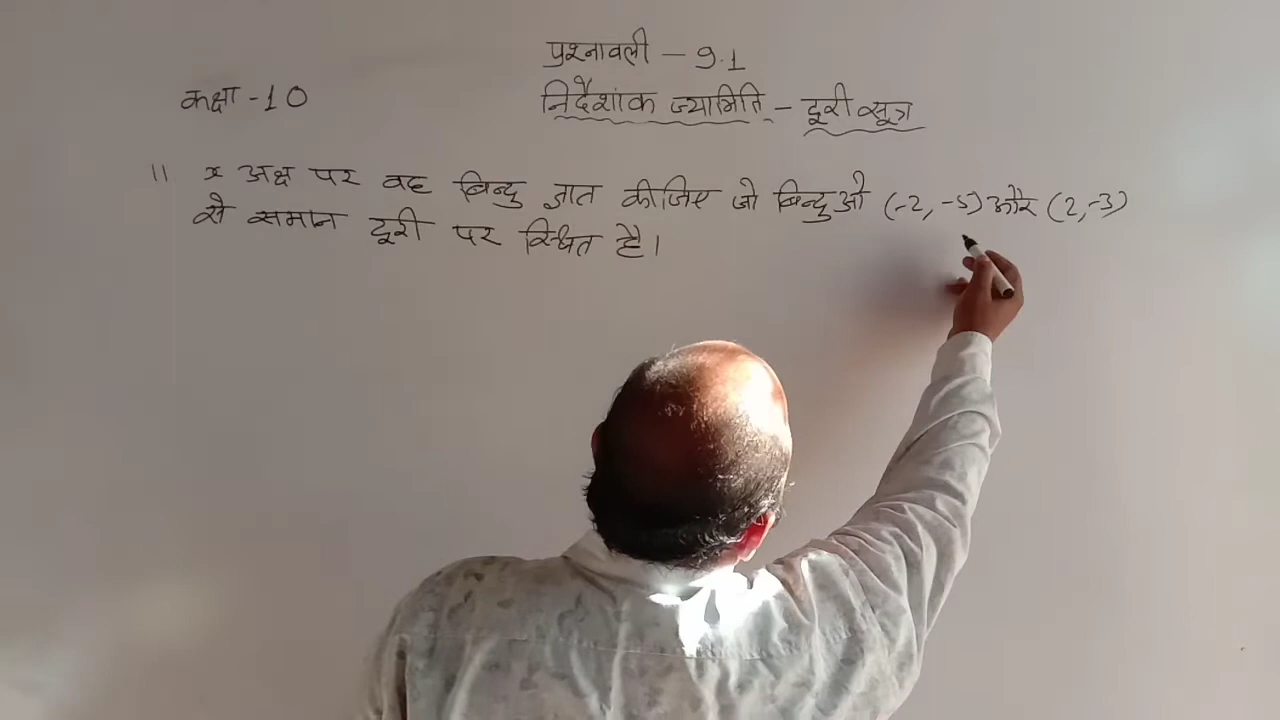 प्रश्नावली - 9.1
कक्षा - 10
निर्देशांक ज्यामिति - दूरी सूत्र
11 x अक्ष पर वह बिन्दु ज्ञात कीजिए जो बिन्दुओं (-2, -5) और (2, -3)
से समान दूरी पर स्थित है।